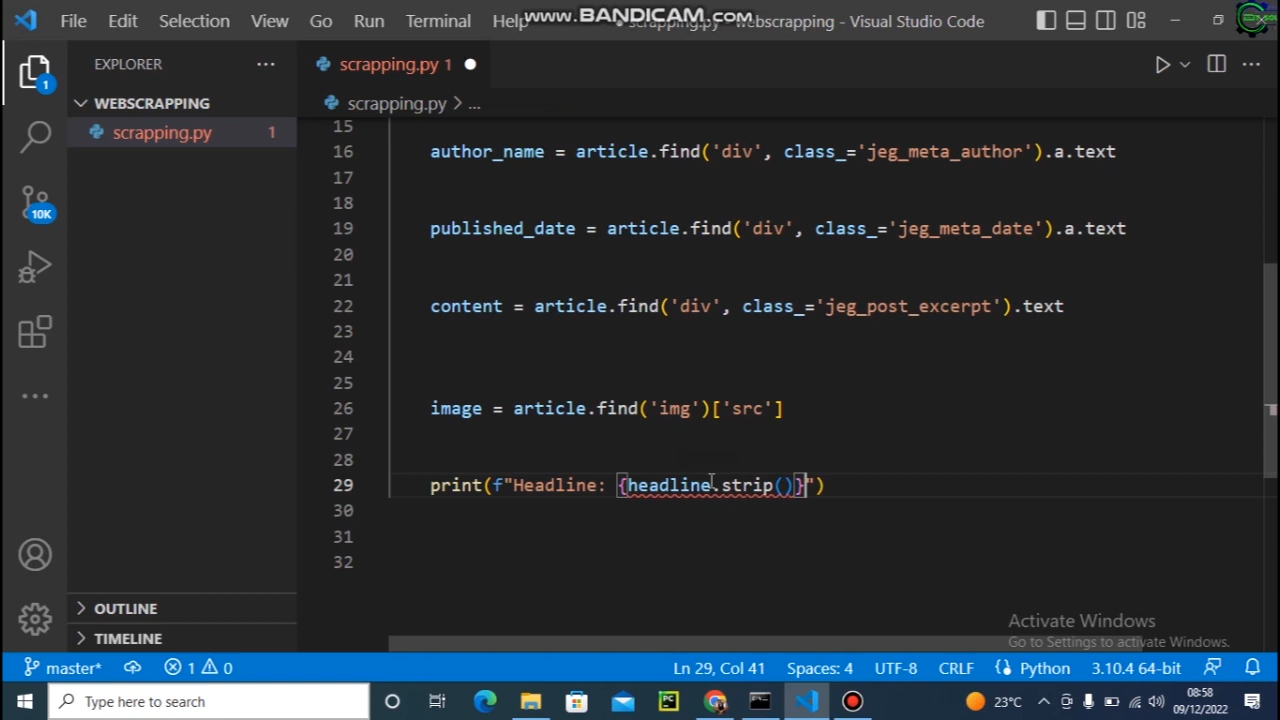 File Edit Selection View Go Run Terminal Help
www.BANDICAM.com
scrapping.py - webscrapping - Visual Studio Code
EXPLORER
scrapping.py 1
WEBSCRAPPING
scrapping.py > ...
scrapping.py 1
1
10K
15
16 author_name = article.find('div', class_='jeg_meta_author').a.text
17
18
19 published_date = article.find('div', class_='jeg_meta_date').a.text
20
21
22 content = article.find('div', class_='jeg_post_excerpt').text
23
24
25
26 image = article.find('img')['src']
27
28
29 print(f"Headline: {headline.strip()}")
30
31
32
OUTLINE
TIMELINE
Activate Windows
Go to Settings to activate Windows.
master* 1 0 Ln 29, Col 41 Spaces: 4 UTF-8 CRLF Python 3.10.4 64-bit
Type here to search
PC
23°C
08:58
09/12/2022